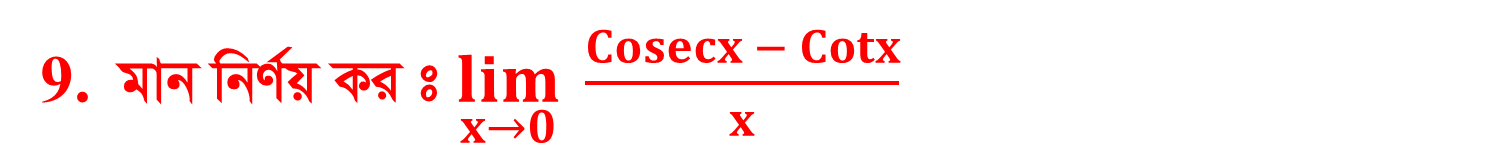 9. মান নির্ণয় কর ঃ lim x→0 (Cosecx − Cotx)/x